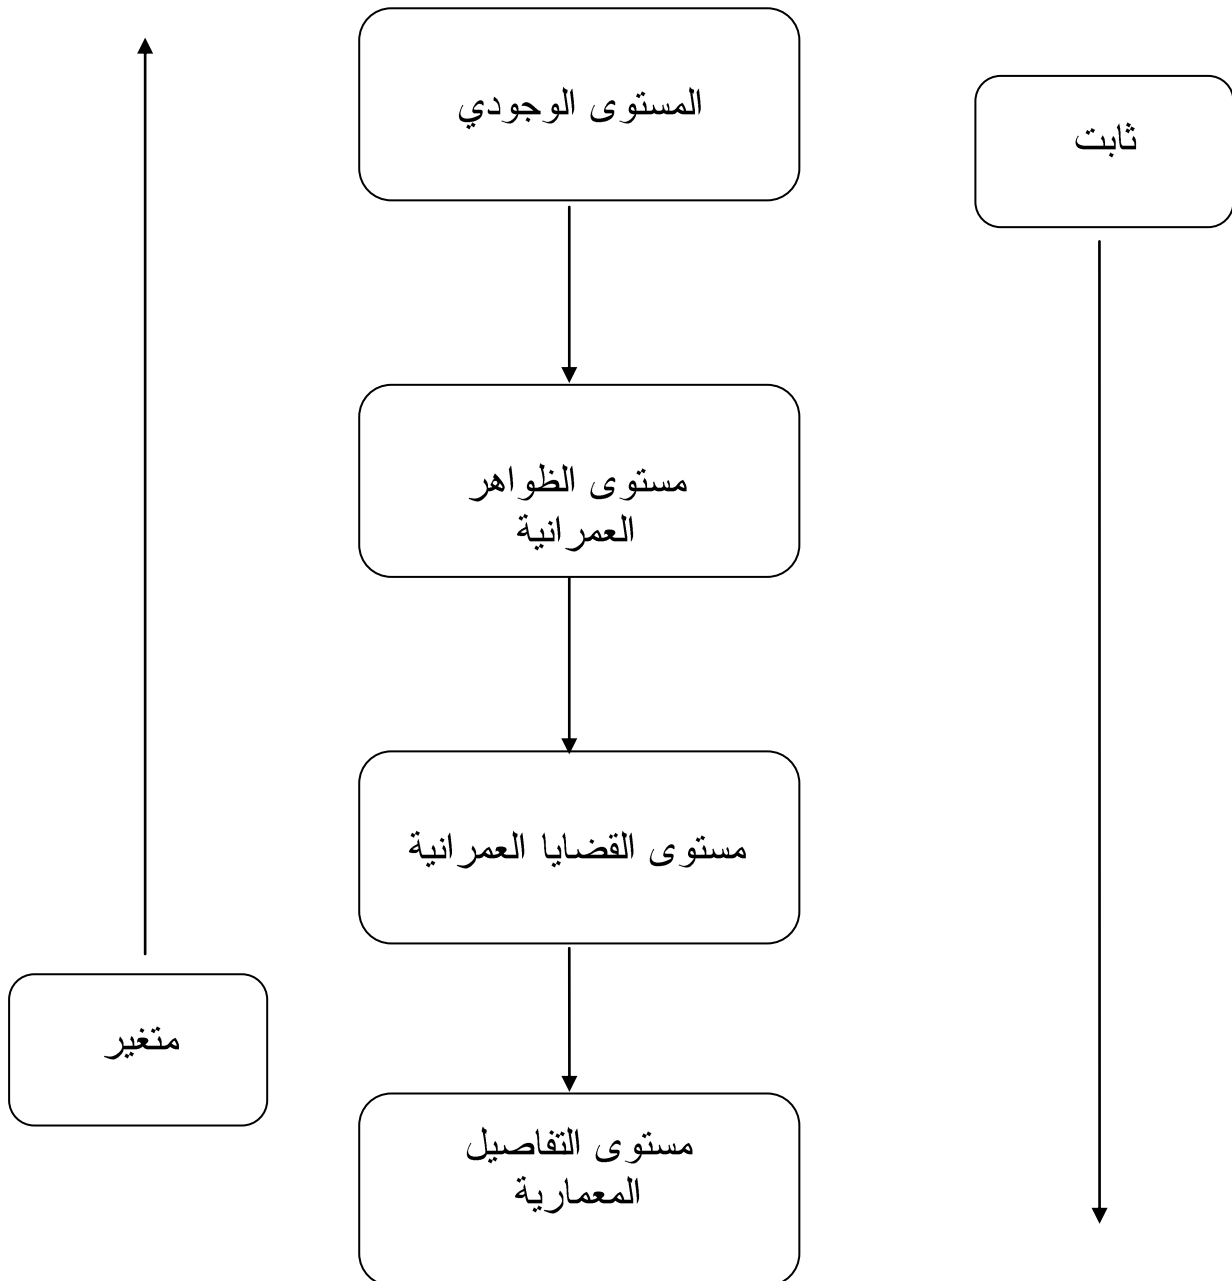 المستوى الوجودي
ثابت
مستوى الظواهر
العمرانية
مستوى القضايا العمرانية
متغير
مستوى التفاصيل
المعمارية